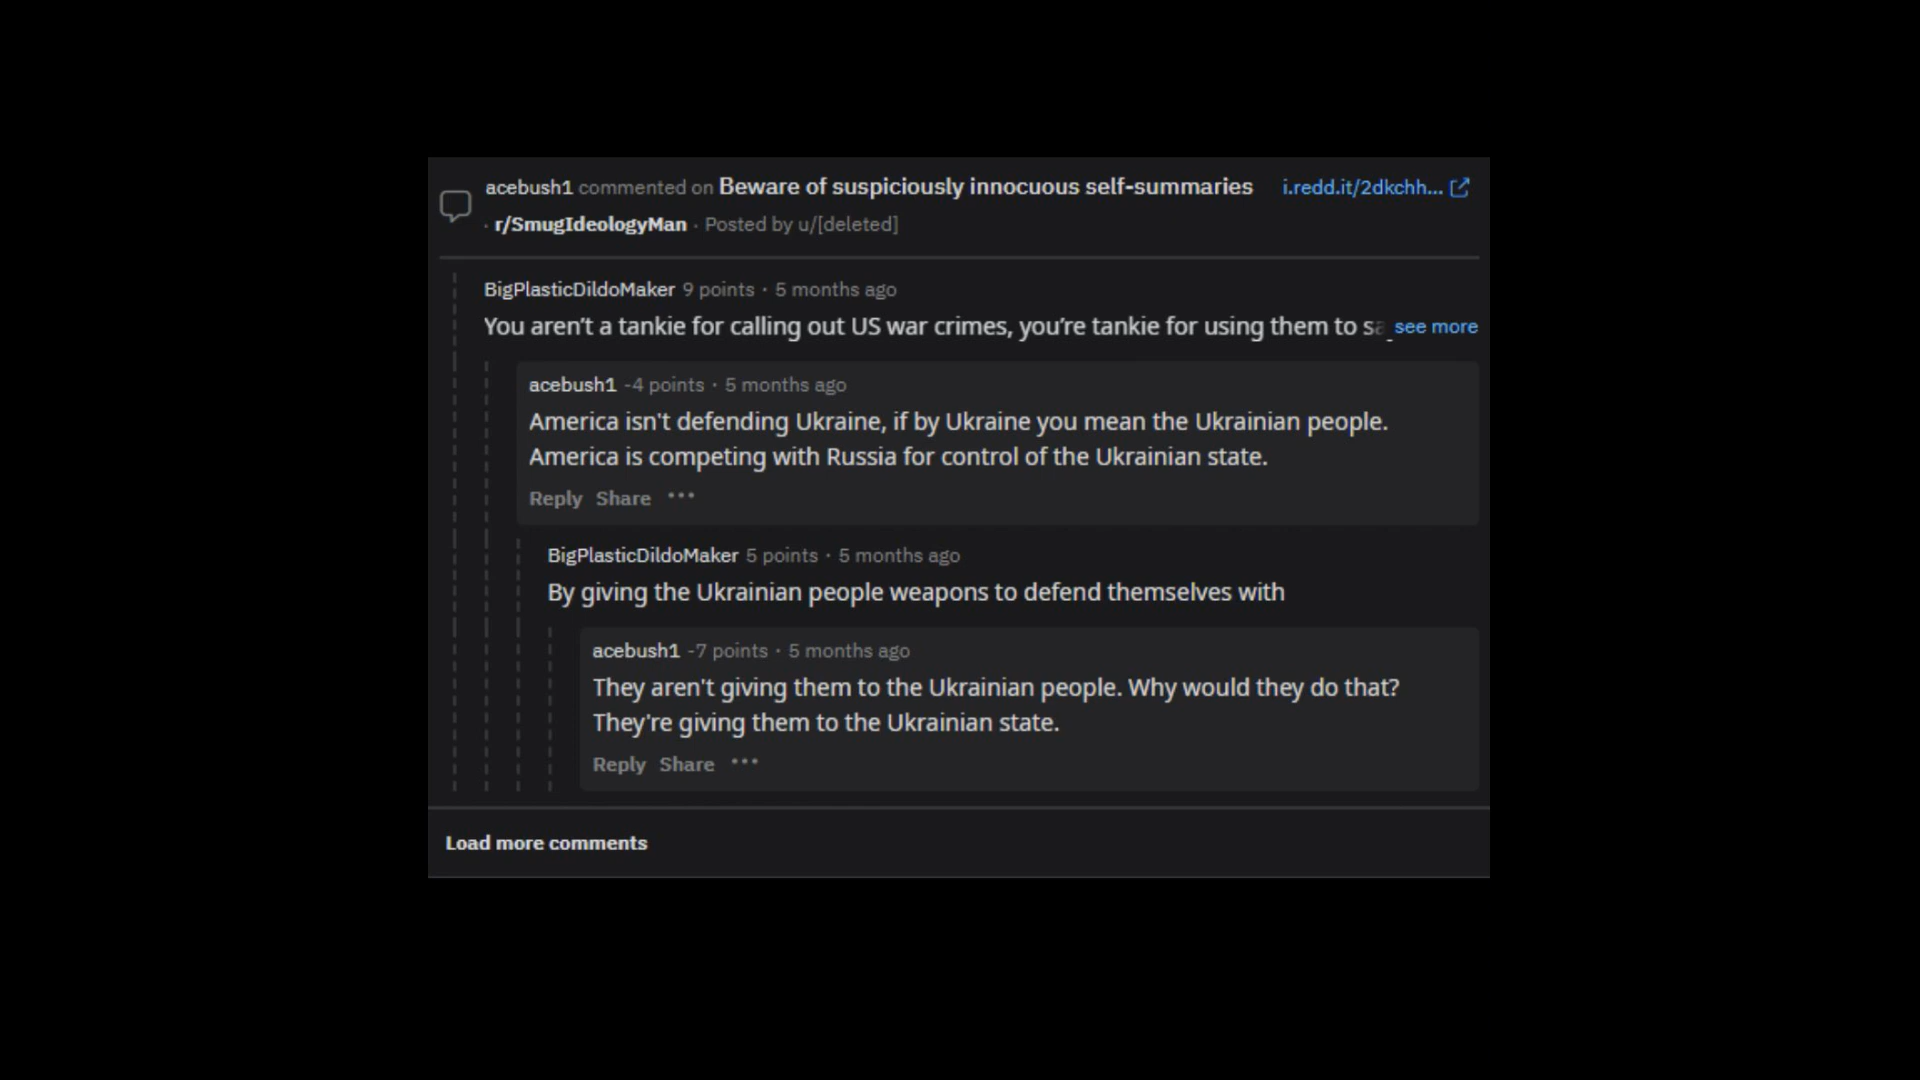 acebush1 commented on Beware of suspiciously innocuous self-summaries i.redd.it/2dkchh...
· r/SmugIdeologyMan · Posted by u/[deleted]
BigPlasticDildoMaker 9 points · 5 months ago
You aren't a tankie for calling out US war crimes, you're tankie for using them to see more
acebush1 -4 points · 5 months ago
America isn't defending Ukraine, if by Ukraine you mean the Ukrainian people.
America is competing with Russia for control of the Ukrainian state.
Reply Share ···
BigPlasticDildoMaker 5 points · 5 months ago
By giving the Ukrainian people weapons to defend themselves with
acebush1 -7 points · 5 months ago
They aren't giving them to the Ukrainian people. Why would they do that?
They're giving them to the Ukrainian state.
Reply Share ···
Load more comments